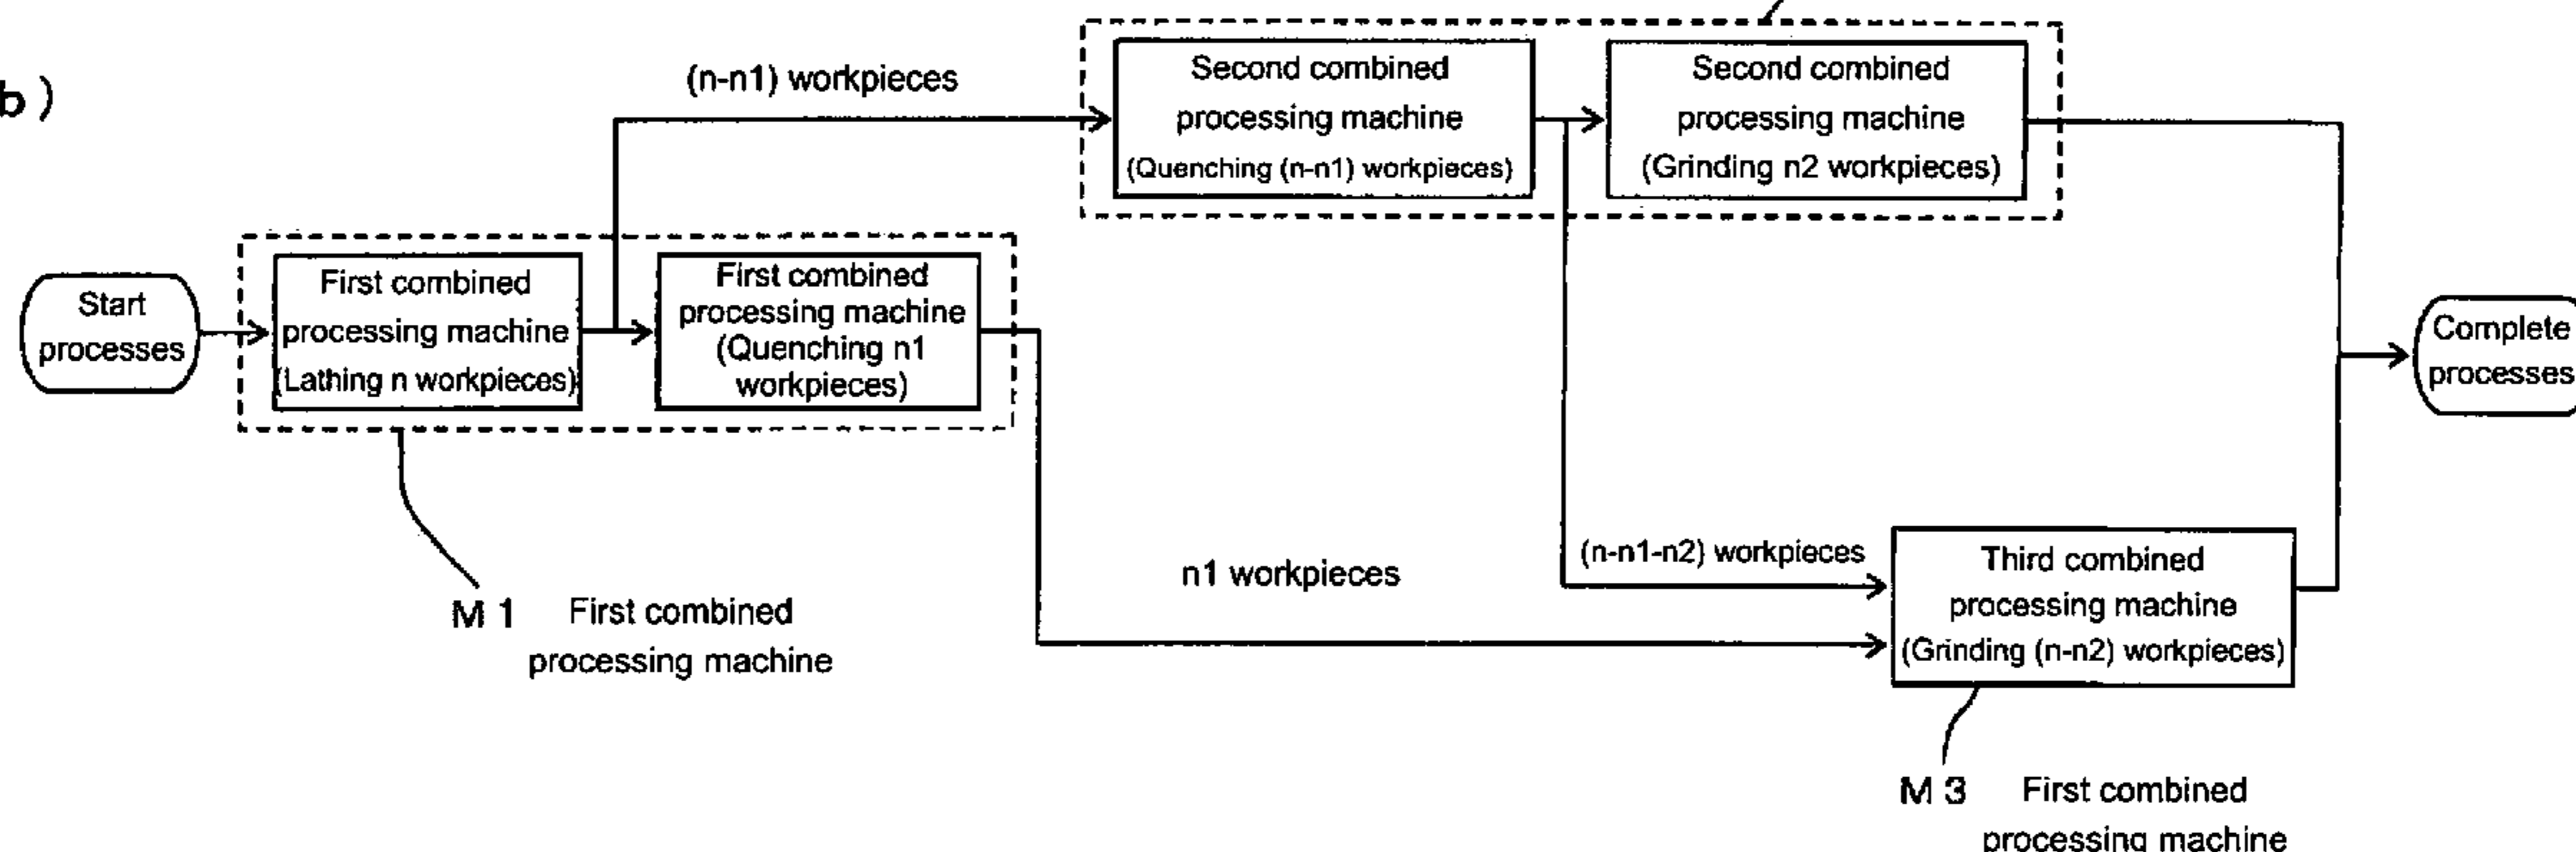 b)
(n-n1) workpieces
Second combined
processing machine
(Quenching (n-n1) workpieces)
Second combined
processing machine
(Grinding n2 workpieces)
Start
processes
First combined
processing machine
(Lathing n workpieces)
First combined
processing machine
(Quenching n1
workpieces)
Complete
processes
M 1 First combined
processing machine
n1 workpieces
(n-n1-n2) workpieces
Third combined
processing machine
(Grinding (n-n2) workpieces)
M 3 First combined
processing machine